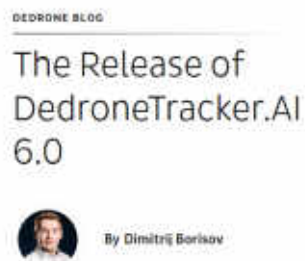 DEDRONE BLOG
The Release of
DedroneTracker.AI
6.0
By Dimitrij Borisov